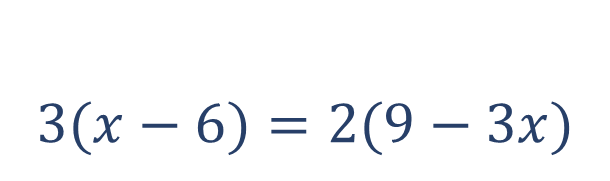 3(x − 6) = 2(9 − 3x)